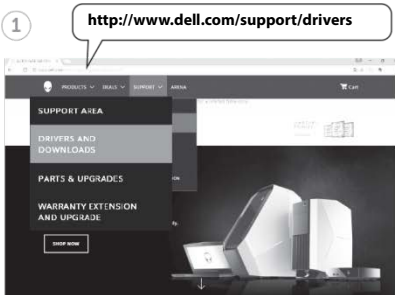 1
http://www.dell.com/support/drivers
PRODUCTS DEALS SUPPORT ARENA Cart
SUPPORT AREA
DRIVERS AND
DOWNLOADS
PARTS & UPGRADES
WARRANTY EXTENSION
AND UPGRADE
SHOP NOW